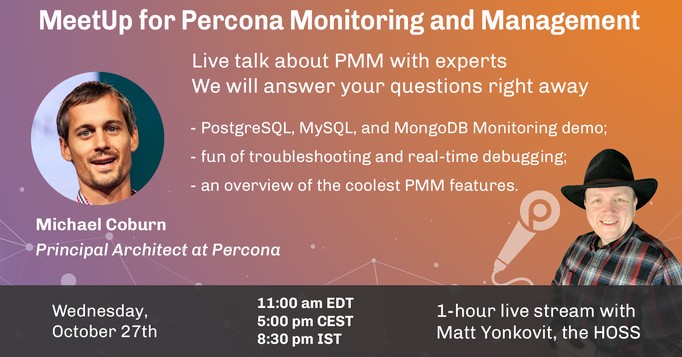 MeetUp for Percona Monitoring and Management
Live talk about PMM with experts
We will answer your questions right away
- PostgreSQL, MySQL, and MongoDB Monitoring demo;
- fun of troubleshooting and real-time debugging;
- an overview of the coolest PMM features.
Michael Coburn
Principal Architect at Percona
Wednesday,
October 27th
11:00 am EDT
5:00 pm CEST
8:30 pm IST
1-hour live stream with
Matt Yonkovit, the HOSS